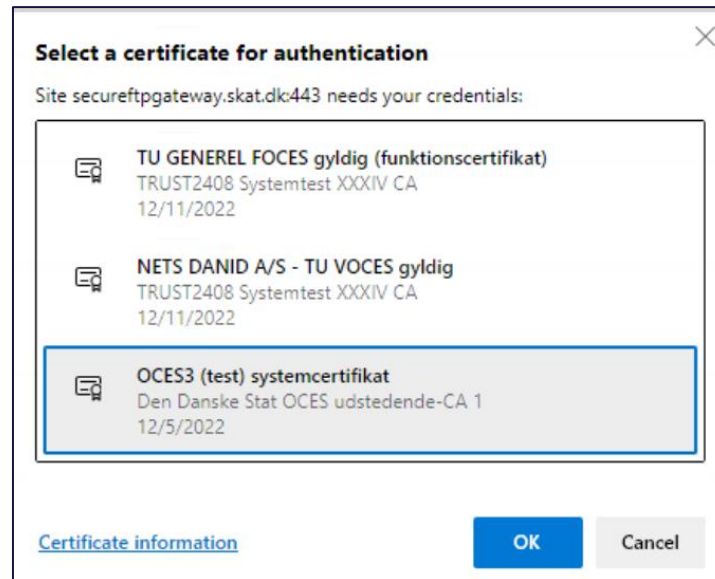 Select a certificate for authentication
Site secureftpgateway.skat.dk:443 needs your credentials:
TU GENEREL FOCES gyldig (funktionscertifikat)
TRUST2408 Systemtest XXXIV CA
12/11/2022
NETS DANID A/S - TU VOCES gyldig
TRUST2408 Systemtest XXXIV CA
12/11/2022
OCES3 (test) systemcertifikat
Den Danske Stat OCES udstedende-CA 1
12/5/2022
Certificate information
OK
Cancel